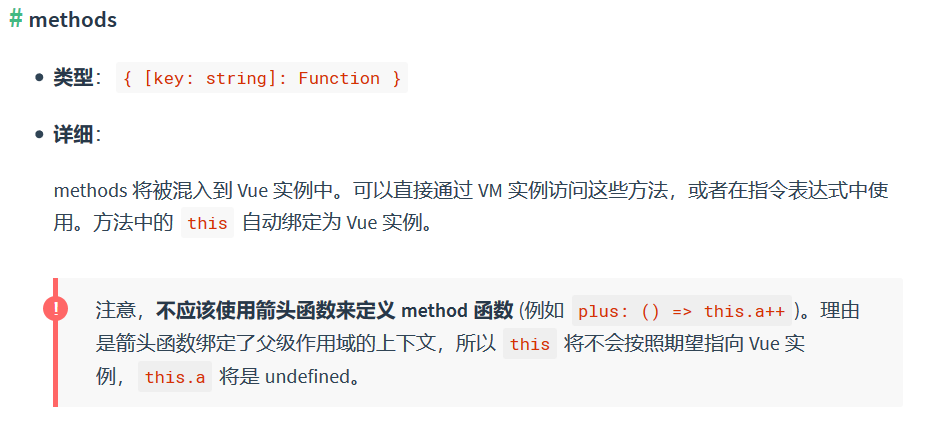 # methods
类型： { [key: string]: Function }
详细：
methods 将被混入到 Vue 实例中。可以直接通过 VM 实例访问这些方法，或者在指令表达式中使
用。方法中的 this 自动绑定为 Vue 实例。
!
注意，不应该使用箭头函数来定义 method 函数 (例如 plus: () => this.a++)。理由
是箭头函数绑定了父级作用域的上下文，所以 this 将不会按照期望指向 Vue 实
例，this.a 将是 undefined。